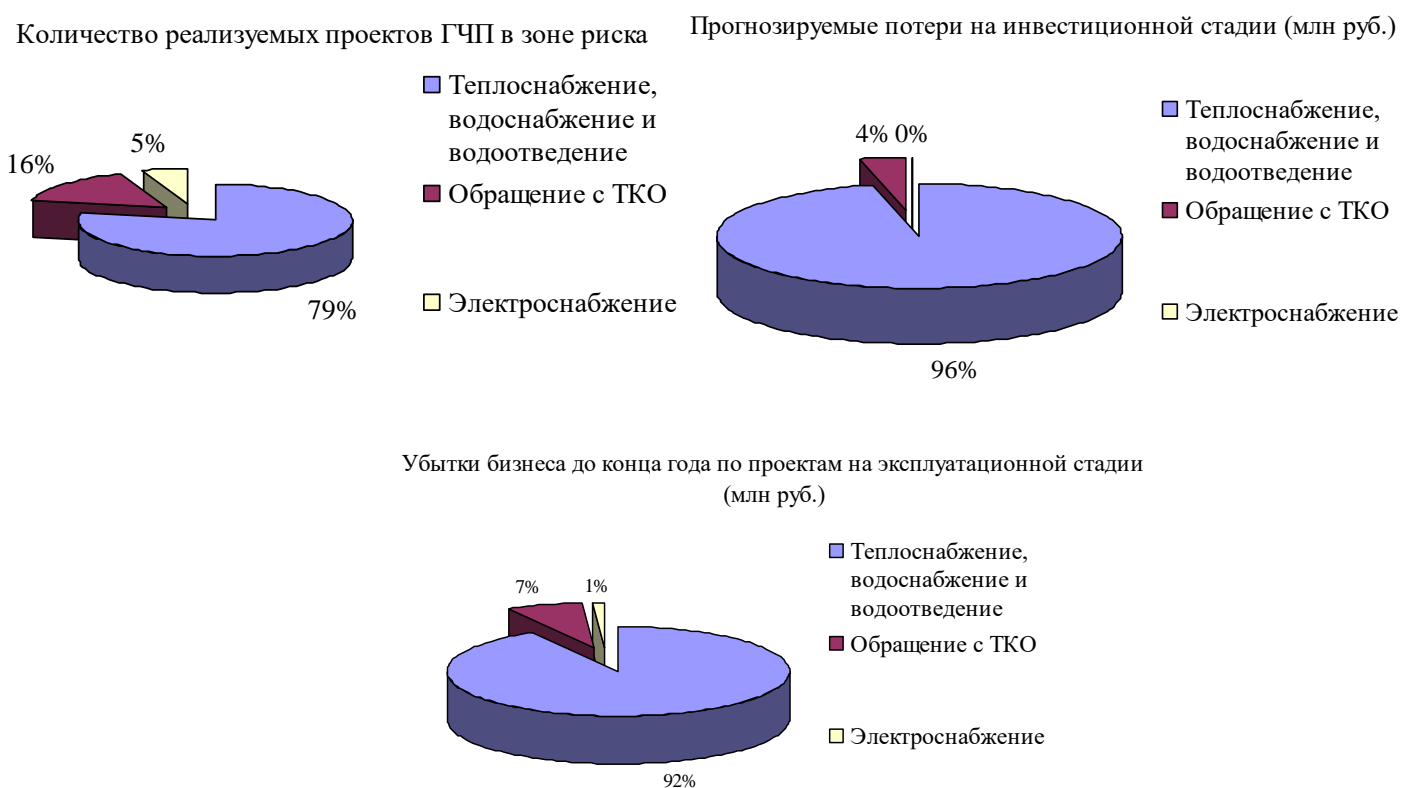 Количество реализуемых проектов ГЧП в зоне риска
5%
16%
79%
Теплоснабжение,
водоснабжение и
водоотведение
Обращение с ТКО
Электроснабжение
Прогнозируемые потери на инвестиционной стадии (млн руб.)
4% 0%
96%
Теплоснабжение,
водоснабжение и
водоотведение
Обращение с ТКО
Электроснабжение
Убытки бизнеса до конца года по проектам на эксплуатационной стадии
(млн руб.)
7% 1%
92%
Теплоснабжение,
водоснабжение и
водоотведение
Обращение с ТКО
Электроснабжение